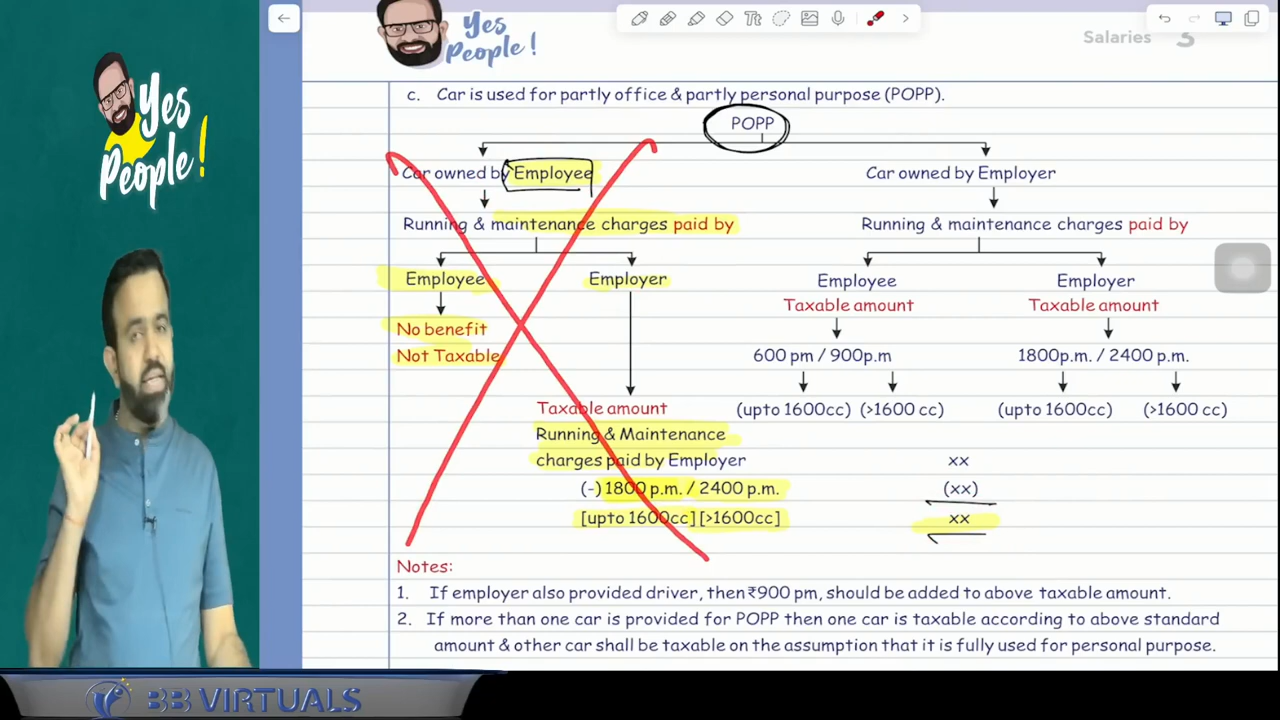 Yes
People !
Yes
People !
Tt
Salaries
c. Car is used for partly office & partly personal purpose (POPP).
POPP
Car owned by Employee
Car owned by Employer
Running & maintenance charges paid by
Running & maintenance charges paid by
Employee
Employer
Employee
Employer
Taxable amount
Taxable amount
No benefit
Not Taxable
600 pm / 900p.m
1800p.m. / 2400 p.m.
(upto 1600cc) (>1600 cc)
(upto 1600cc) (>1600 cc)
Taxable amount
Running & Maintenance
charges paid by Employer xx
(-) 1800 p.m. / 2400 p.m. (xx)
[upto 1600cc] [>1600cc] xx
Notes:
1. If employer also provided driver, then ₹900 pm, should be added to above taxable amount.
2. If more than one car is provided for POPP then one car is taxable according to above standard
amount & other car shall be taxable on the assumption that it is fully used for personal purpose.
BB VIRTUALS